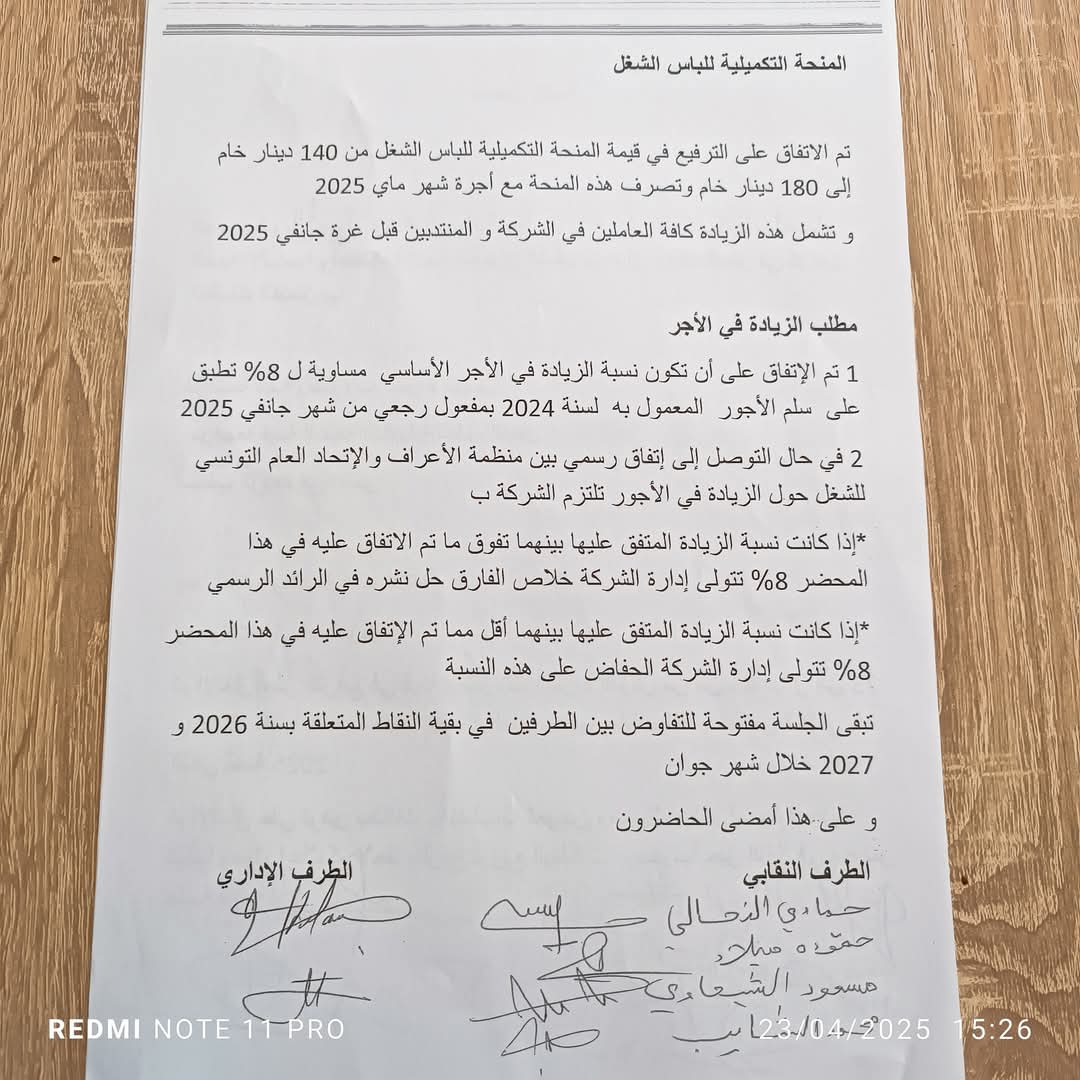 المنحة التكميلية للباس الشغل
تم الاتفاق على الترفيع في قيمة المنحة التكميلية للباس الشغل من 140 دينار خام
إلى 180 دينار خام وتصرف هذه المنحة مع أجرة شهر ماي 2025
و تشمل هذه الزيادة كافة العاملين في الشركة و المنتدبين قبل غرة جانفي 2025
مطلب الزيادة في الأجر
1 تم الإتفاق على أن تكون نسبة الزيادة في الأجر الأساسي مساوية ل 8% تطبق
على سلم الأجور المعمول به لسنة 2024 بمفعول رجعي من شهر جانفي 2025
2 في حال التوصل إلى إتفاق رسمي بين منظمة الأعراف والإتحاد العام التونسي
للشغل حول الزيادة في الأجور تلتزم الشركة ب
*إذا كانت نسبة الزيادة المتفق عليها بينهما تفوق ما تم الاتفاق عليه في هذا
المحضر 8% تتولى إدارة الشركة خلاص الفارق حل نشره في الرائد الرسمي
*إذا كانت نسبة الزيادة المتفق عليها بينهما أقل مما تم الإتفاق عليه في هذا المحضر
8% تتولى إدارة الشركة الحفاض على هذه النسبة
تبقى الجلسة مفتوحة للتفاوض بين الطرفين في بقية النقاط المتعلقة بسنة 2026 و
2027 خلال شهر جوان
و على هذا أمضى الحاضرون
الطرف النقابي الطرف الإداري
حمادي
ميلاد
مسعود الشيحاوي
REDMI NOTE 11 PRO 23/04/2025 15:26